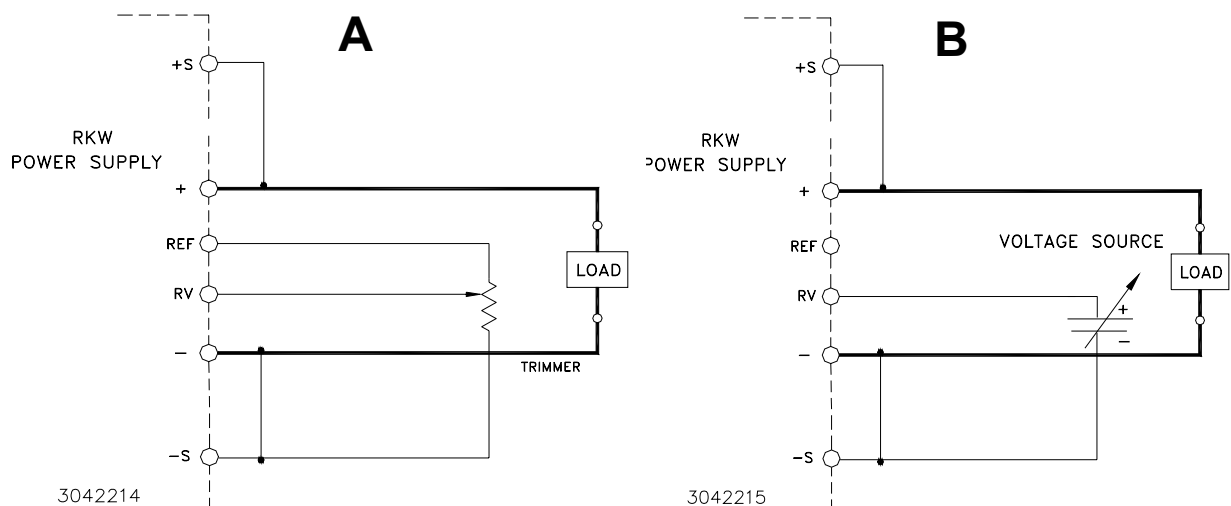 A
+S
RKW
POWER SUPPLY
+
REF
RV
LOAD
–
TRIMMER
–S
3042214
B
+S
RKW
POWER SUPPLY
+
REF
VOLTAGE SOURCE
RV
LOAD
+
–
–
–S
3042215